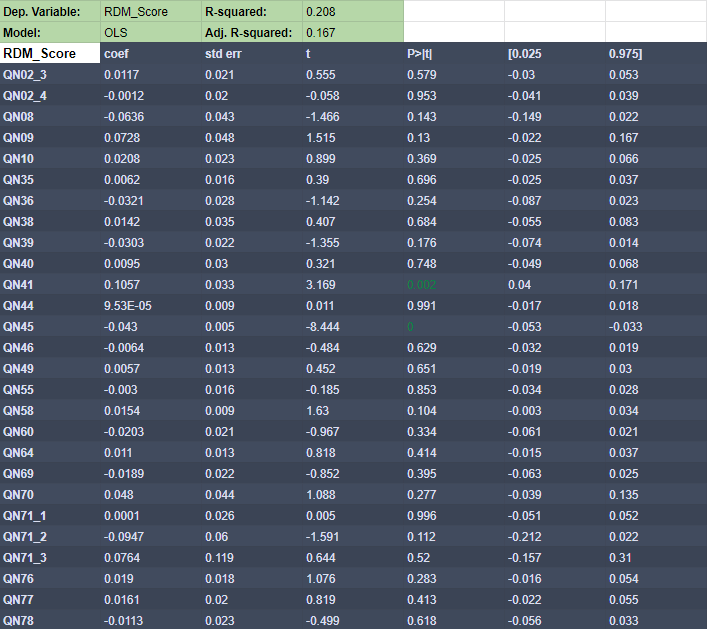 Dep. Variable: RDM_Score R-squared: 0.208
Model: OLS Adj. R-squared: 0.167
RDM_Score coef std err t P>|t| [0.025 0.975]
QN02_3 0.0117 0.021 0.555 0.579 -0.03 0.053
QN02_4 -0.0012 0.02 -0.058 0.953 -0.041 0.039
QN08 -0.0636 0.043 -1.466 0.143 -0.149 0.022
QN09 0.0728 0.048 1.515 0.13 -0.022 0.167
QN10 0.0208 0.023 0.899 0.369 -0.025 0.066
QN35 0.0062 0.016 0.39 0.696 -0.025 0.037
QN36 -0.0321 0.028 -1.142 0.254 -0.087 0.023
QN38 0.0142 0.035 0.407 0.684 -0.055 0.083
QN39 -0.0303 0.022 -1.355 0.176 -0.074 0.014
QN40 0.0095 0.03 0.321 0.748 -0.049 0.068
QN41 0.1057 0.033 3.169 0.002 0.04 0.171
QN44 9.53E-05 0.009 0.011 0.991 -0.017 0.018
QN45 -0.043 0.005 -8.444 0 -0.053 -0.033
QN46 -0.0064 0.013 -0.484 0.629 -0.032 0.019
QN49 0.0057 0.013 0.452 0.651 -0.019 0.03
QN55 -0.003 0.016 -0.185 0.853 -0.034 0.028
QN58 0.0154 0.009 1.63 0.104 -0.003 0.034
QN60 -0.0203 0.021 -0.967 0.334 -0.061 0.021
QN64 0.011 0.013 0.818 0.414 -0.015 0.037
QN69 -0.0189 0.022 -0.852 0.395 -0.063 0.025
QN70 0.048 0.044 1.088 0.277 -0.039 0.135
QN71_1 0.0001 0.026 0.005 0.996 -0.051 0.052
QN71_2 -0.0947 0.06 -1.591 0.112 -0.212 0.022
QN71_3 0.0764 0.119 0.644 0.52 -0.157 0.31
QN76 0.019 0.018 1.076 0.283 -0.016 0.054
QN77 0.0161 0.02 0.819 0.413 -0.022 0.055
QN78 -0.0113 0.023 -0.499 0.618 -0.056 0.033